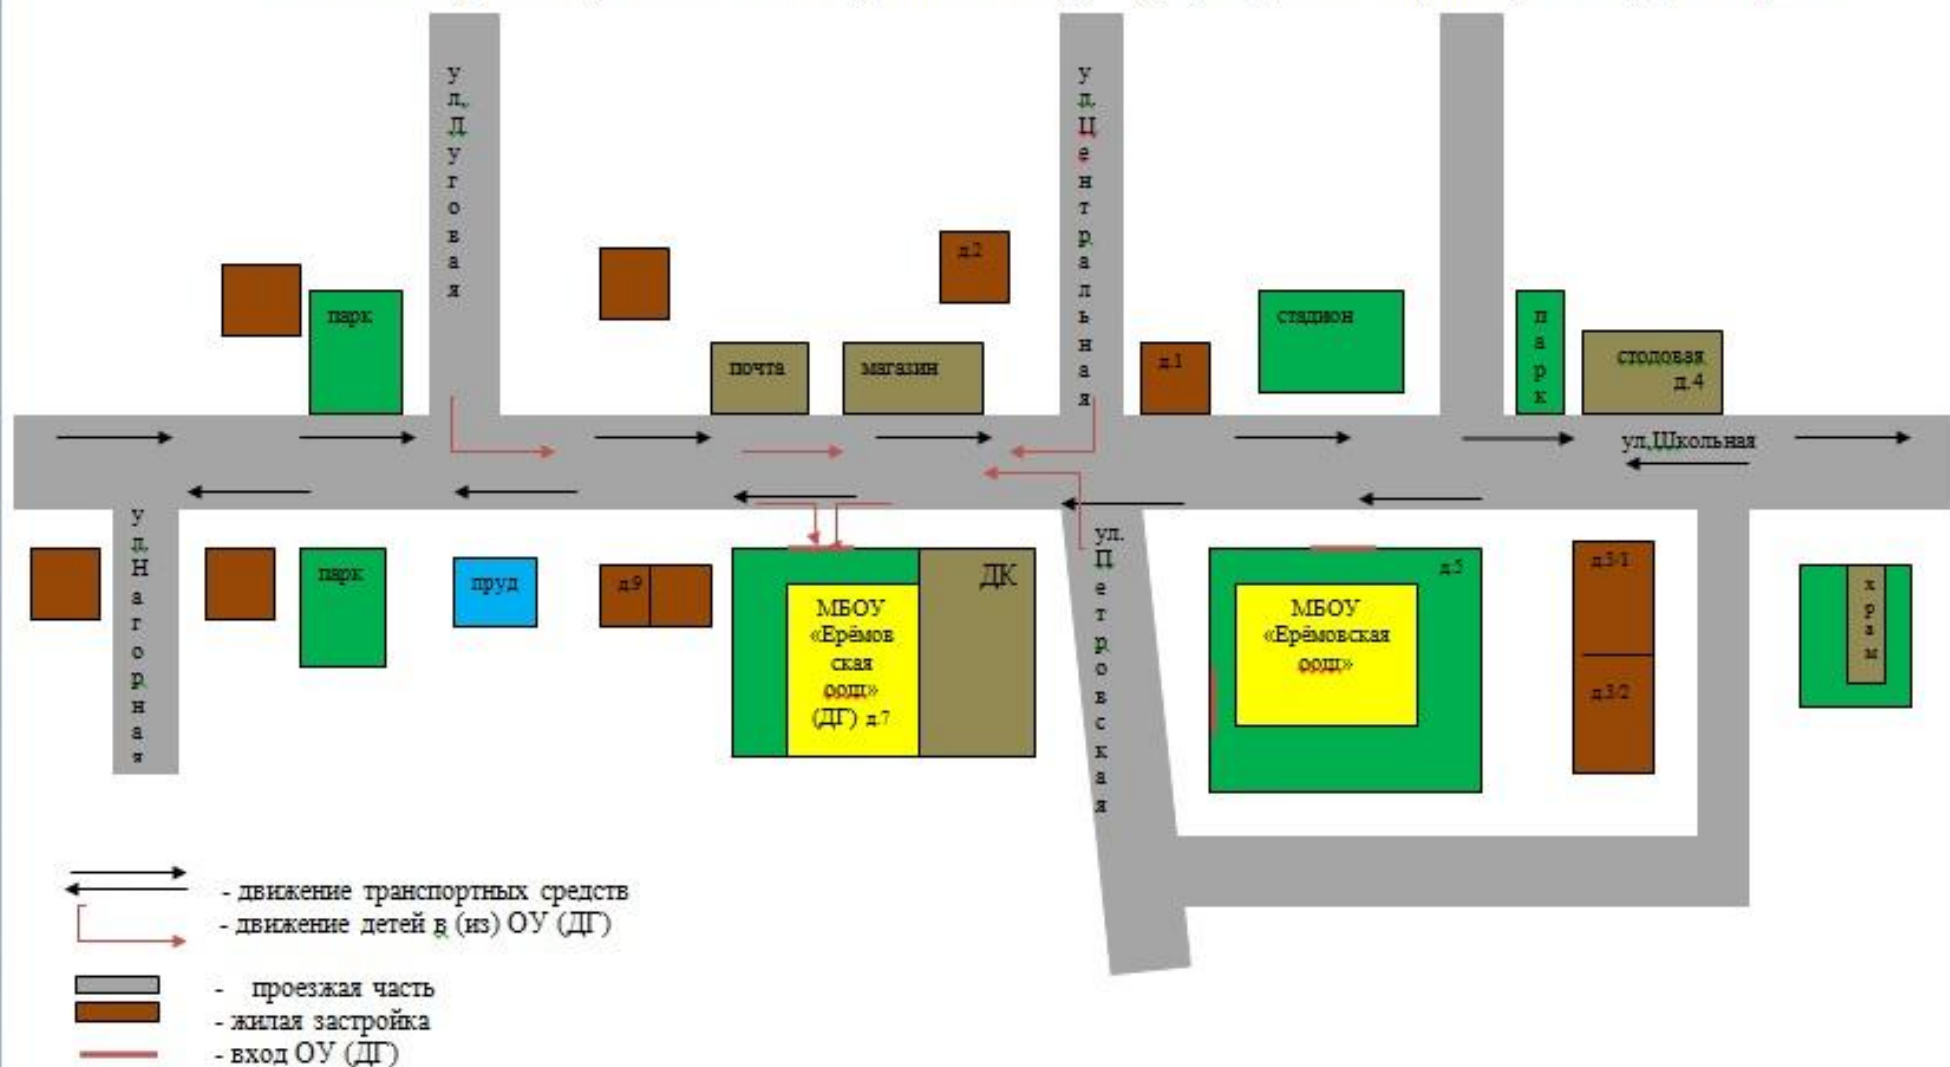 ул. Луговая
ул. Центральная
д.2
парк
стадион
парк
почта
магазин
д.1
столовая
д.4
ул.Школьная
ул. Нагорная
парк
пруд
д.9
МБОУ
«Ерёмов
ская
оош»
(ДГ) д.7
ДК
ул.
Петровская
д.5
МБОУ
«Ерёмовская
оош»
д.3/1
д.3/2
храм
- движение транспортных средств
- движение детей в (из) ОУ (ДГ)
- проезжая часть
- жилая застройка
- вход ОУ (ДГ)